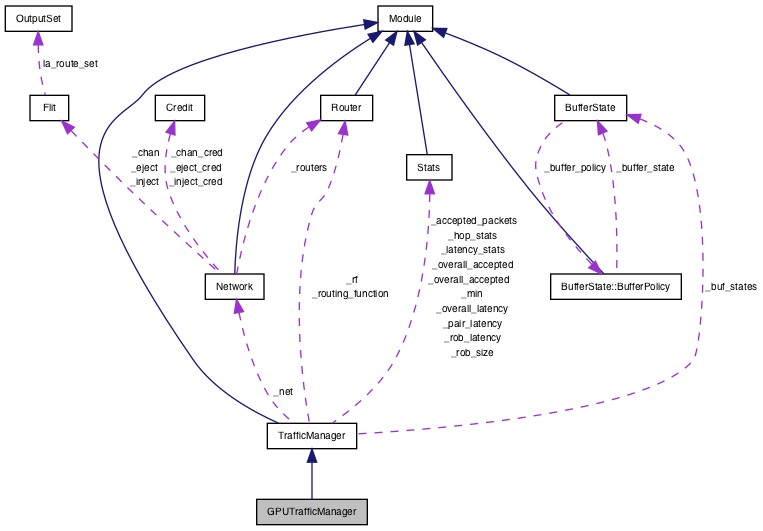 OutputSet
Module
la_route_set
Flit
Credit
Router
BufferState
_chan
_eject
_inject
_chan_cred
_eject_cred
_inject_cred
_routers
Stats
_buffer_policy
_buffer_state
_accepted_packets
_hop_stats
_latency_stats
_overall_accepted
_overall_accepted
_min
_overall_latency
_pair_latency
_rob_latency
_rob_size
_rf
_routing_function
Network
BufferState::BufferPolicy
_buf_states
_net
TrafficManager
GPUTrafficManager